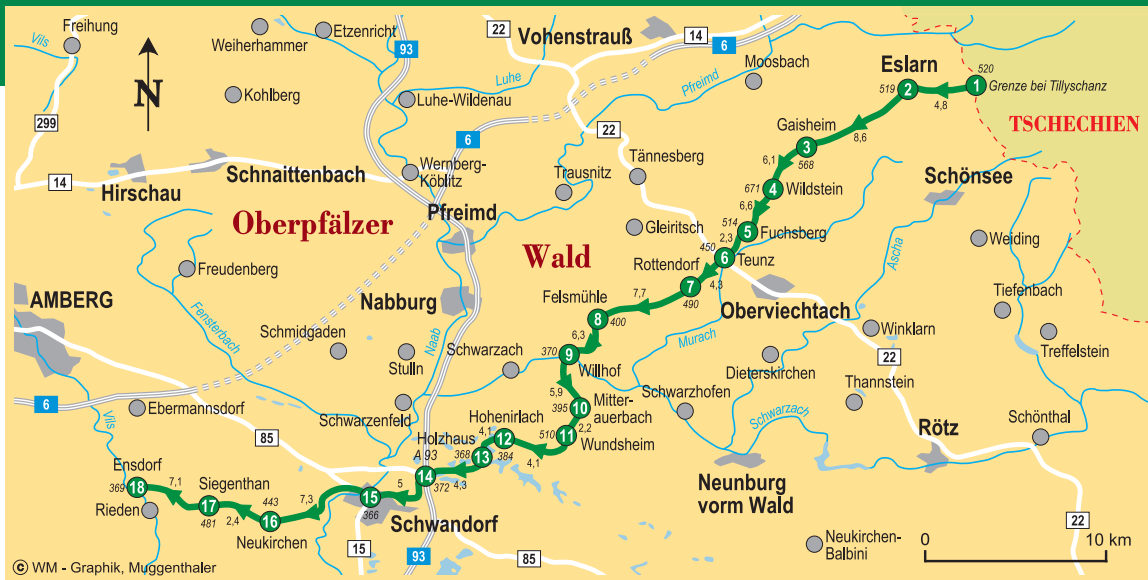 Freihung
Vils
Weiherhammer
Etzenricht
93
22
Vohenstrauß
14
6
Moosbach
Eslarn
520
519
2
1
4,8
Grenze bei Tillyschanz
TSCHECHIEN
N
Kohlberg
Luhe
Luhe-Wildenau
Pfreimd
299
6
22
Gaisheim
8,6
3
568
14
Hirschau
Schnaittenbach
Wernberg-
Köblitz
Trausnitz
Tännesberg
6,1
671
4
Wildstein
Schönsee
Oberpfälzer
Pfreimd
Wald
Gleiritsch
6,6
514
5
Fuchsberg
2,3
450
6
Teunz
Ascha
Weiding
Freudenberg
Rottendorf
7
4,3
490
7,7
Tiefenbach
AMBERG
Fensterbach
Nabburg
Naab
Felsmühle
8
400
Oberviechtach
Winklarn
Treffelstein
Schmidgaden
Stulln
Schwarzach
6,3
370
9
Willhof
Murach
Dieterskirchen
22
6
Ebermannsdorf
Schwarzenfeld
5,9
395
10
Mitter-
auerbach
Schwarzhofen
Thannstein
Schwarzach
Schönthal
Vils
85
Hohenirlach
4,1
12
384
510
11
2,2
Wundsheim
4,1
Rötz
Holzhaus
368
13
A 93
14
372
4,3
Ensdorf
18
369
7,1
Rieden
Siegenthan
17
481
2,4
443
16
Neukirchen
7,3
15
366
5
Schwandorf
Neunburg
vorm Wald
Neukirchen-
Balbini
22
0
10 km
15
93
85
© WM - Graphik, Muggenthaler